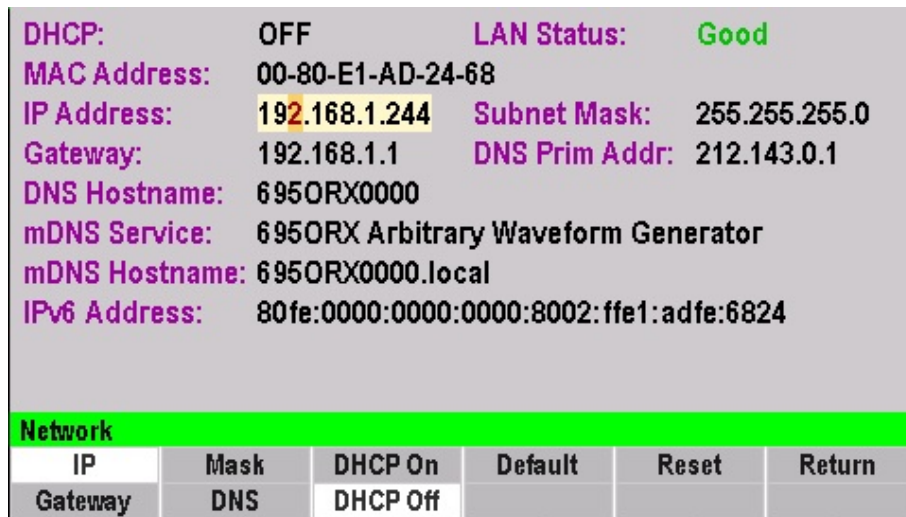 DHCP: OFF LAN Status: Good
MAC Address: 00-80-E1-AD-24-68
IP Address: 192.168.1.244 Subnet Mask: 255.255.255.0
Gateway: 192.168.1.1 DNS Prim Addr: 212.143.0.1
DNS Hostname: 695ORX0000
mDNS Service: 695ORX Arbitrary Waveform Generator
mDNS Hostname: 695ORX0000.local
IPv6 Address: 80fe:0000:0000:0000:8002:ffe1:adfe:6824
Network
IP Mask DHCP On Default Reset Return
Gateway DNS DHCP Off